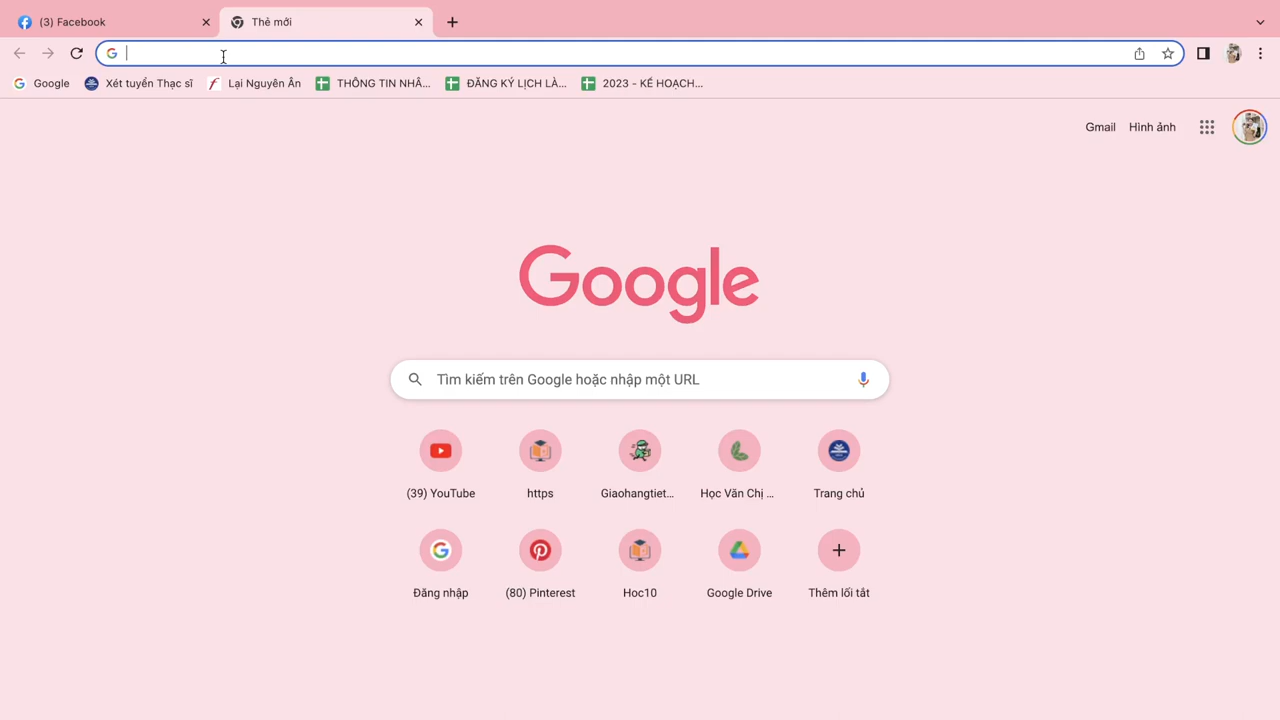 (3) Facebook
Thẻ mới
Google
Xét tuyển Thạc sĩ
Lại Nguyên Ân
THÔNG TIN NHÂ...
ĐĂNG KÝ LỊCH LÀ...
2023 - KẾ HOẠCH...
Gmail
Hình ảnh
Google
Tìm kiếm trên Google hoặc nhập một URL
(39) YouTube
https
Giaohangtiet...
Học Văn Chị ...
Trang chủ
Đăng nhập
(80) Pinterest
Hoc10
Google Drive
Thêm lối tắt